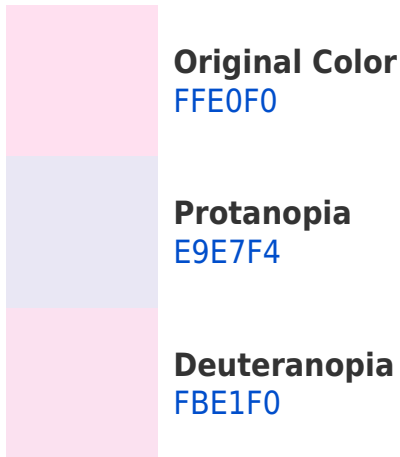 Original Color
FFE0F0
Protanopia
E9E7F4
Deuteranopia
FBE1F0